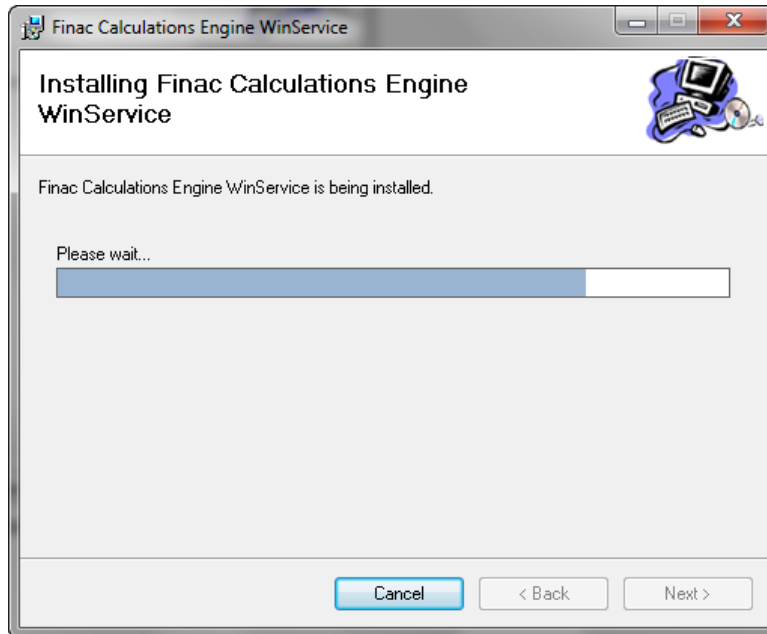 Finac Calculations Engine WinService
Installing Finac Calculations Engine
WinService
Finac Calculations Engine WinService is being installed.
Please wait...
Cancel
< Back
Next >